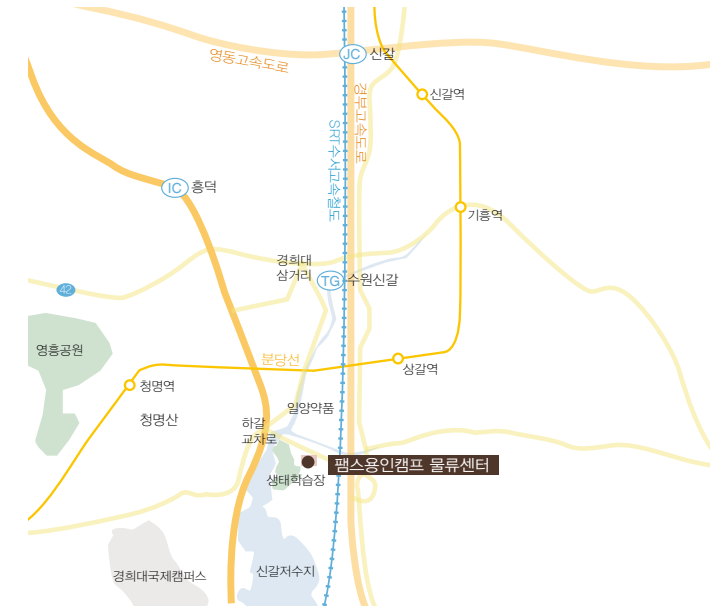 JC 신갈
영동고속도로
경부고속도로
신갈역
SRT수서고속철도
IC 흥덕
기흥역
경희대
삼거리
TG 수원신갈
42
영흥공원
분당선
상갈역
청명역
일양약품
청명산
하갈
교차로
팸스용인캠프 물류센터
생태학습장
신갈저수지
경희대국제캠퍼스